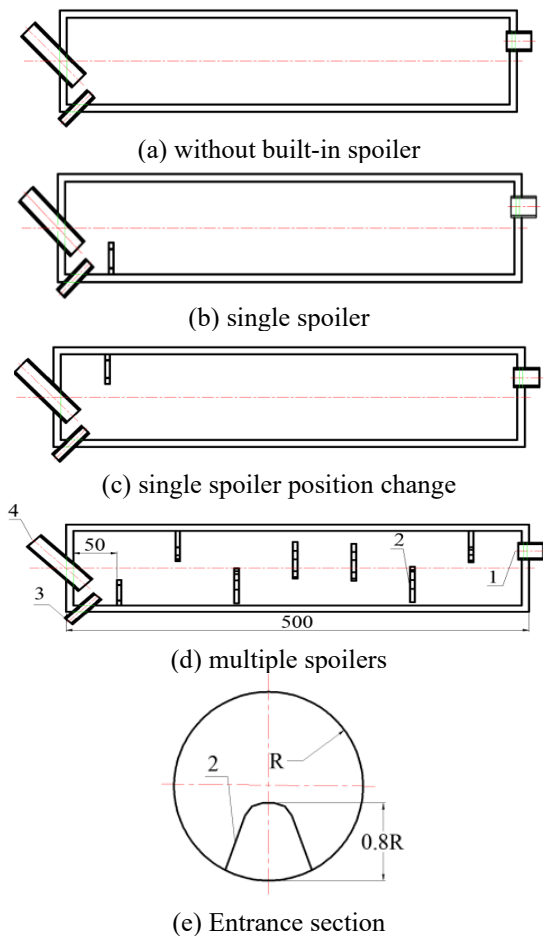 (a) without built-in spoiler
(b) single spoiler
(c) single spoiler position change
4
50
2
1
3
500
(d) multiple spoilers
R
2
0.8R
(e) Entrance section